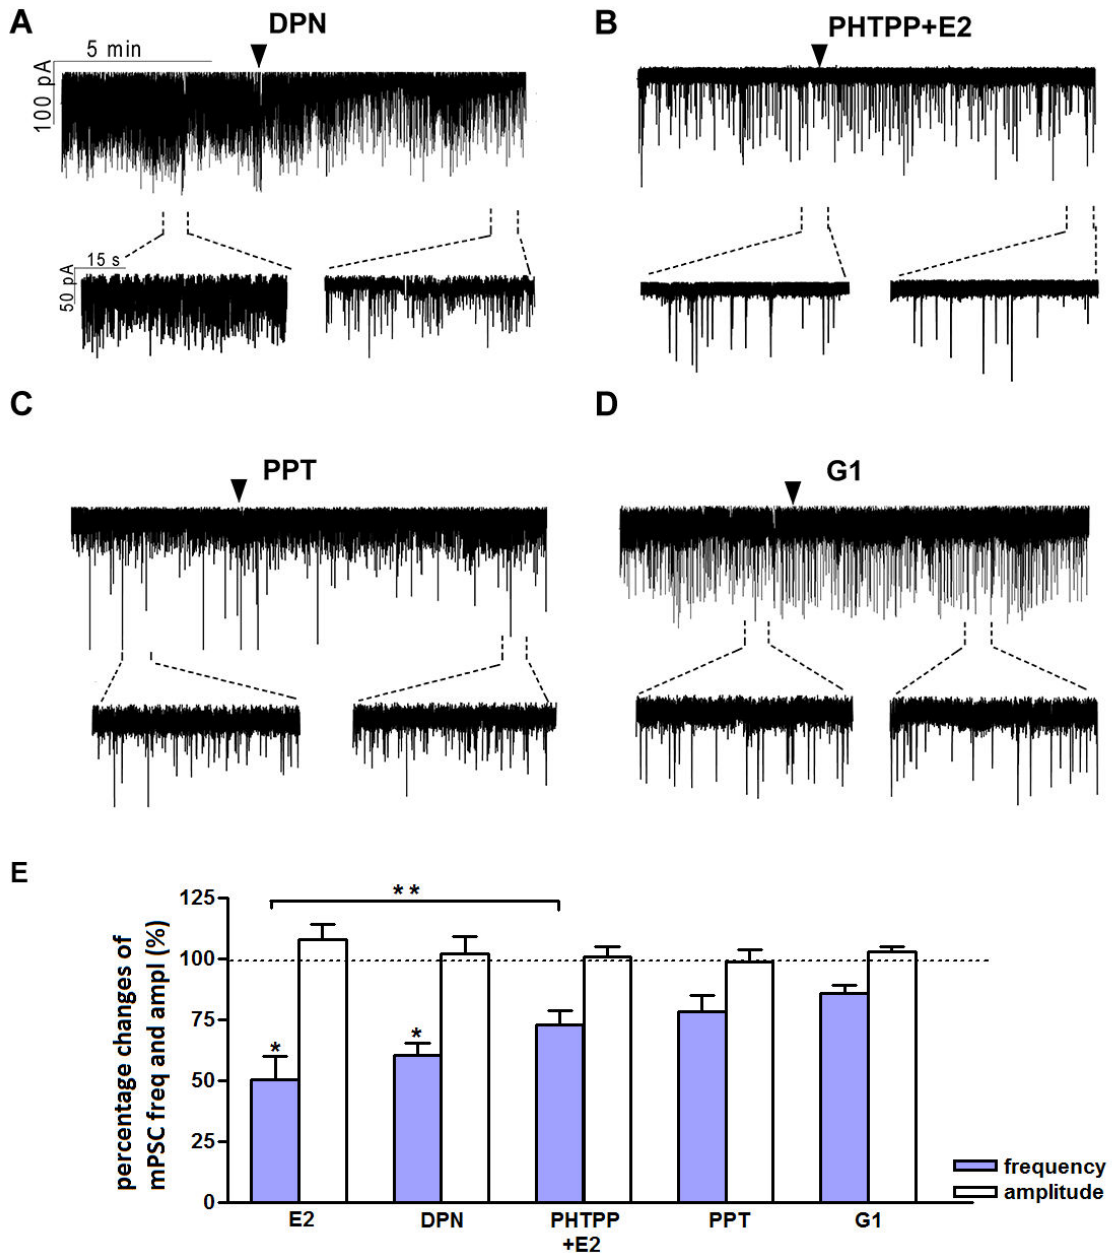 A
DPN
5 min
100 pA
15 s
50 pA
B
PHTPP+E2
C
PPT
D
G1
E
percentage changes of
mPSC freq and ampl (%)
125
100
75
50
25
0
**
*
*
E2
DPN
PHTPP
+E2
PPT
G1
frequency
amplitude